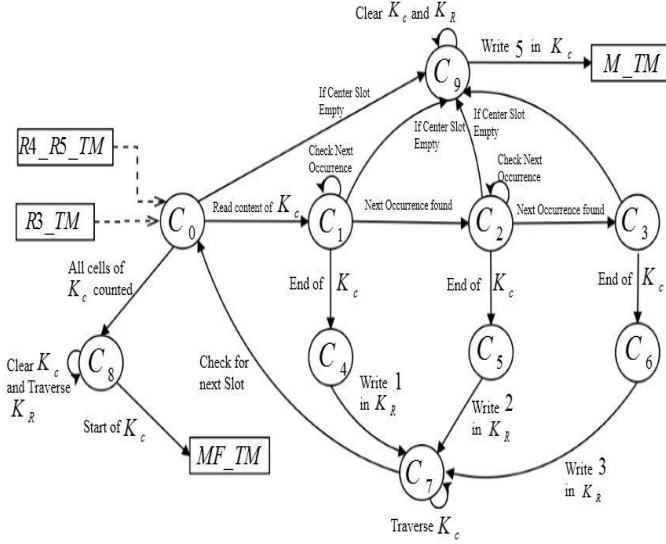 Clear K_c and K_R
Write 5 in K_c
M_TM
C_9
If Center Slot
Empty
If Center Slot
Empty
If Center Slot
Empty
R4_R5_TM
Check Next
Occurrence
Check Next
Occurrence
R3_TM
C_0
Read content of K_c
C_1
Next Occurrence found
C_2
Next Occurrence found
C_3
All cells of
K_c counted
End of K_c
End of K_c
End of K_c
Clear K_c
and Traverse
K_R
C_8
Check for
next Slot
C_4
C_5
C_6
Write 1
in K_R
Write 2
in K_R
Start of K_c
MF_TM
C_7
Write 3
in K_R
Traverse K_c